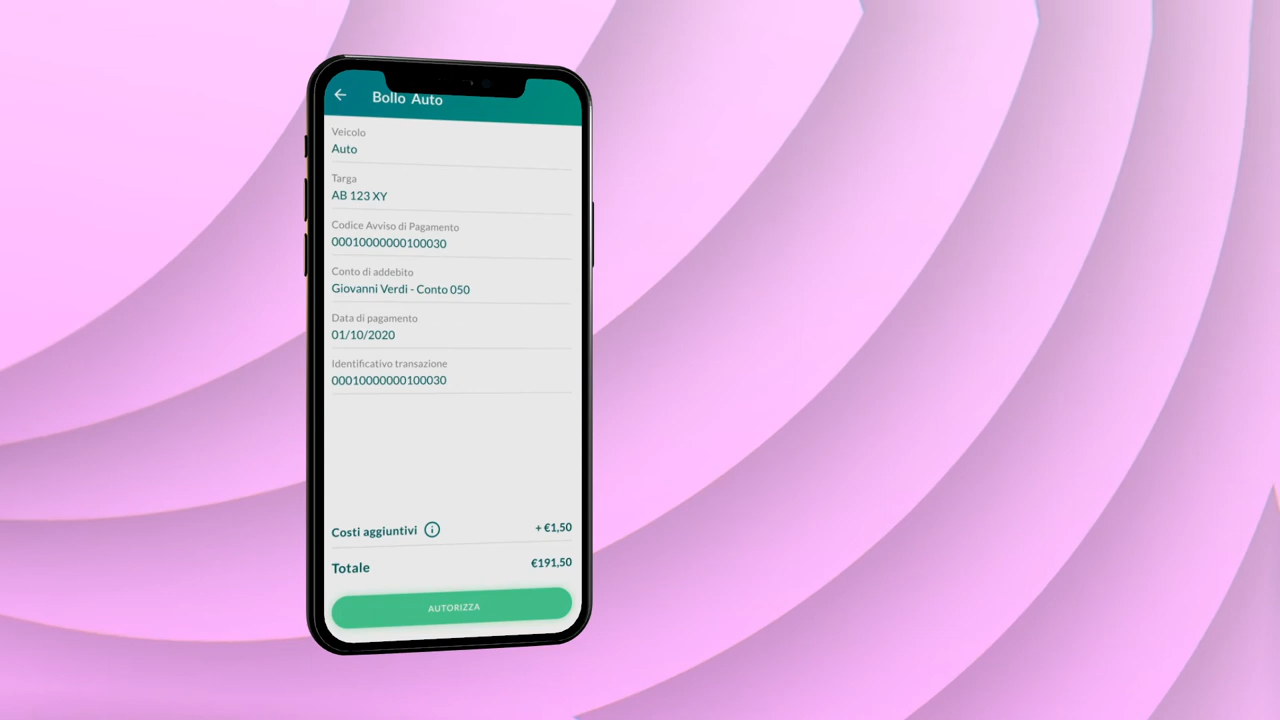 Bollo Auto
Veicolo
Auto
Targa
AB 123 XY
Codice Avviso di Pagamento
00010000000100030
Conto di addebito
Giovanni Verdi - Conto 050
Data di pagamento
01/10/2020
Identificativo transazione
00010000000100030
Costi aggiuntivi + €1,50
Totale €191,50
AUTORIZZA